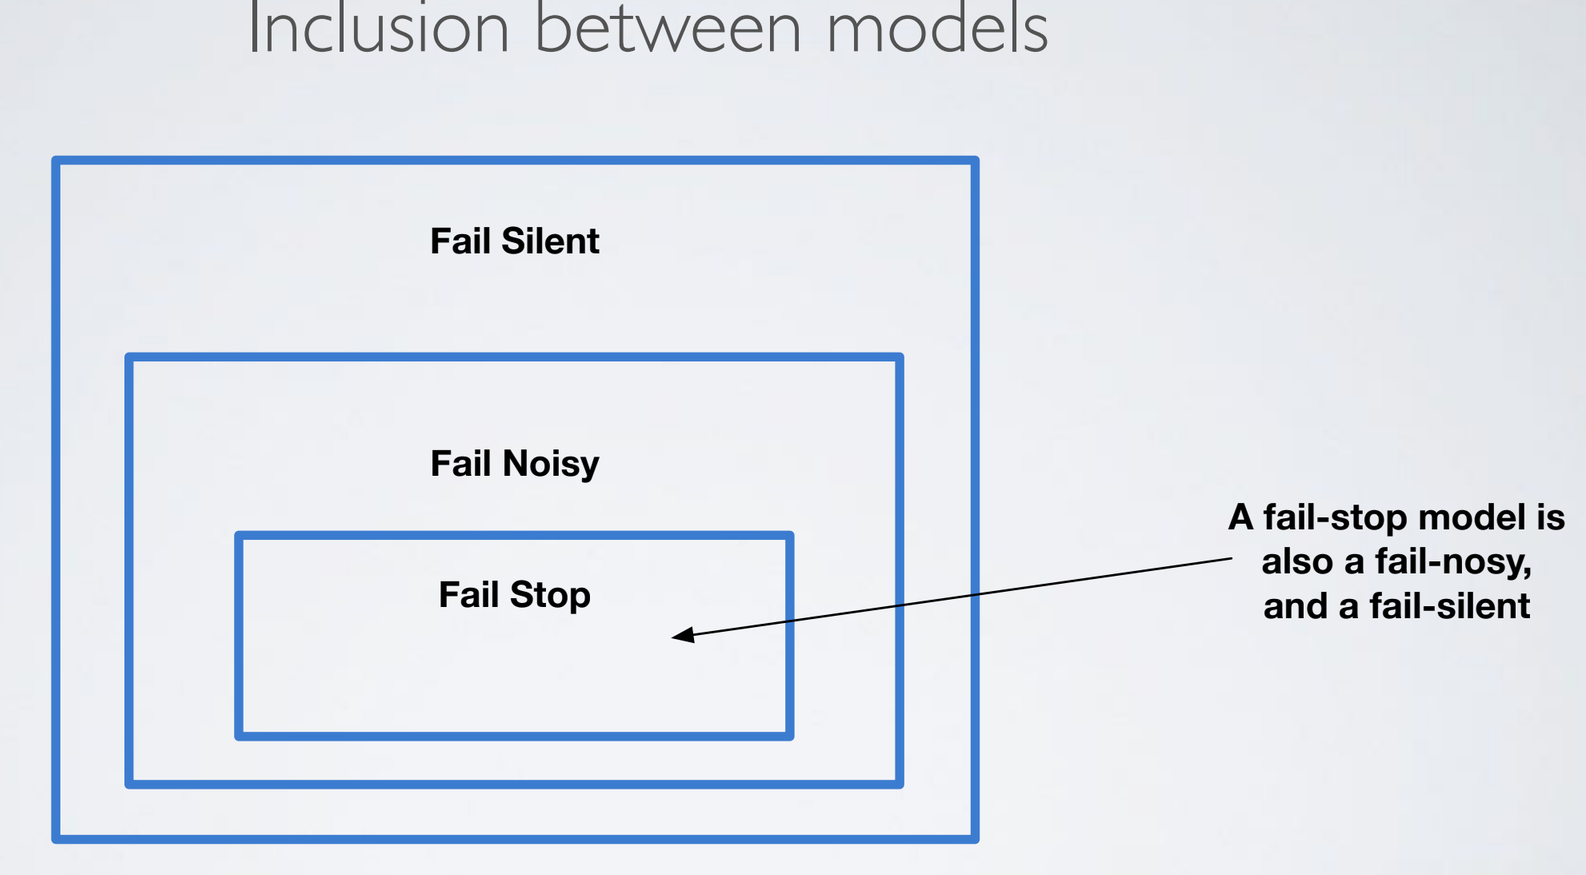 Inclusion between models
Fail Silent
Fail Noisy
Fail Stop
A fail-stop model is
also a fail-nosy,
and a fail-silent